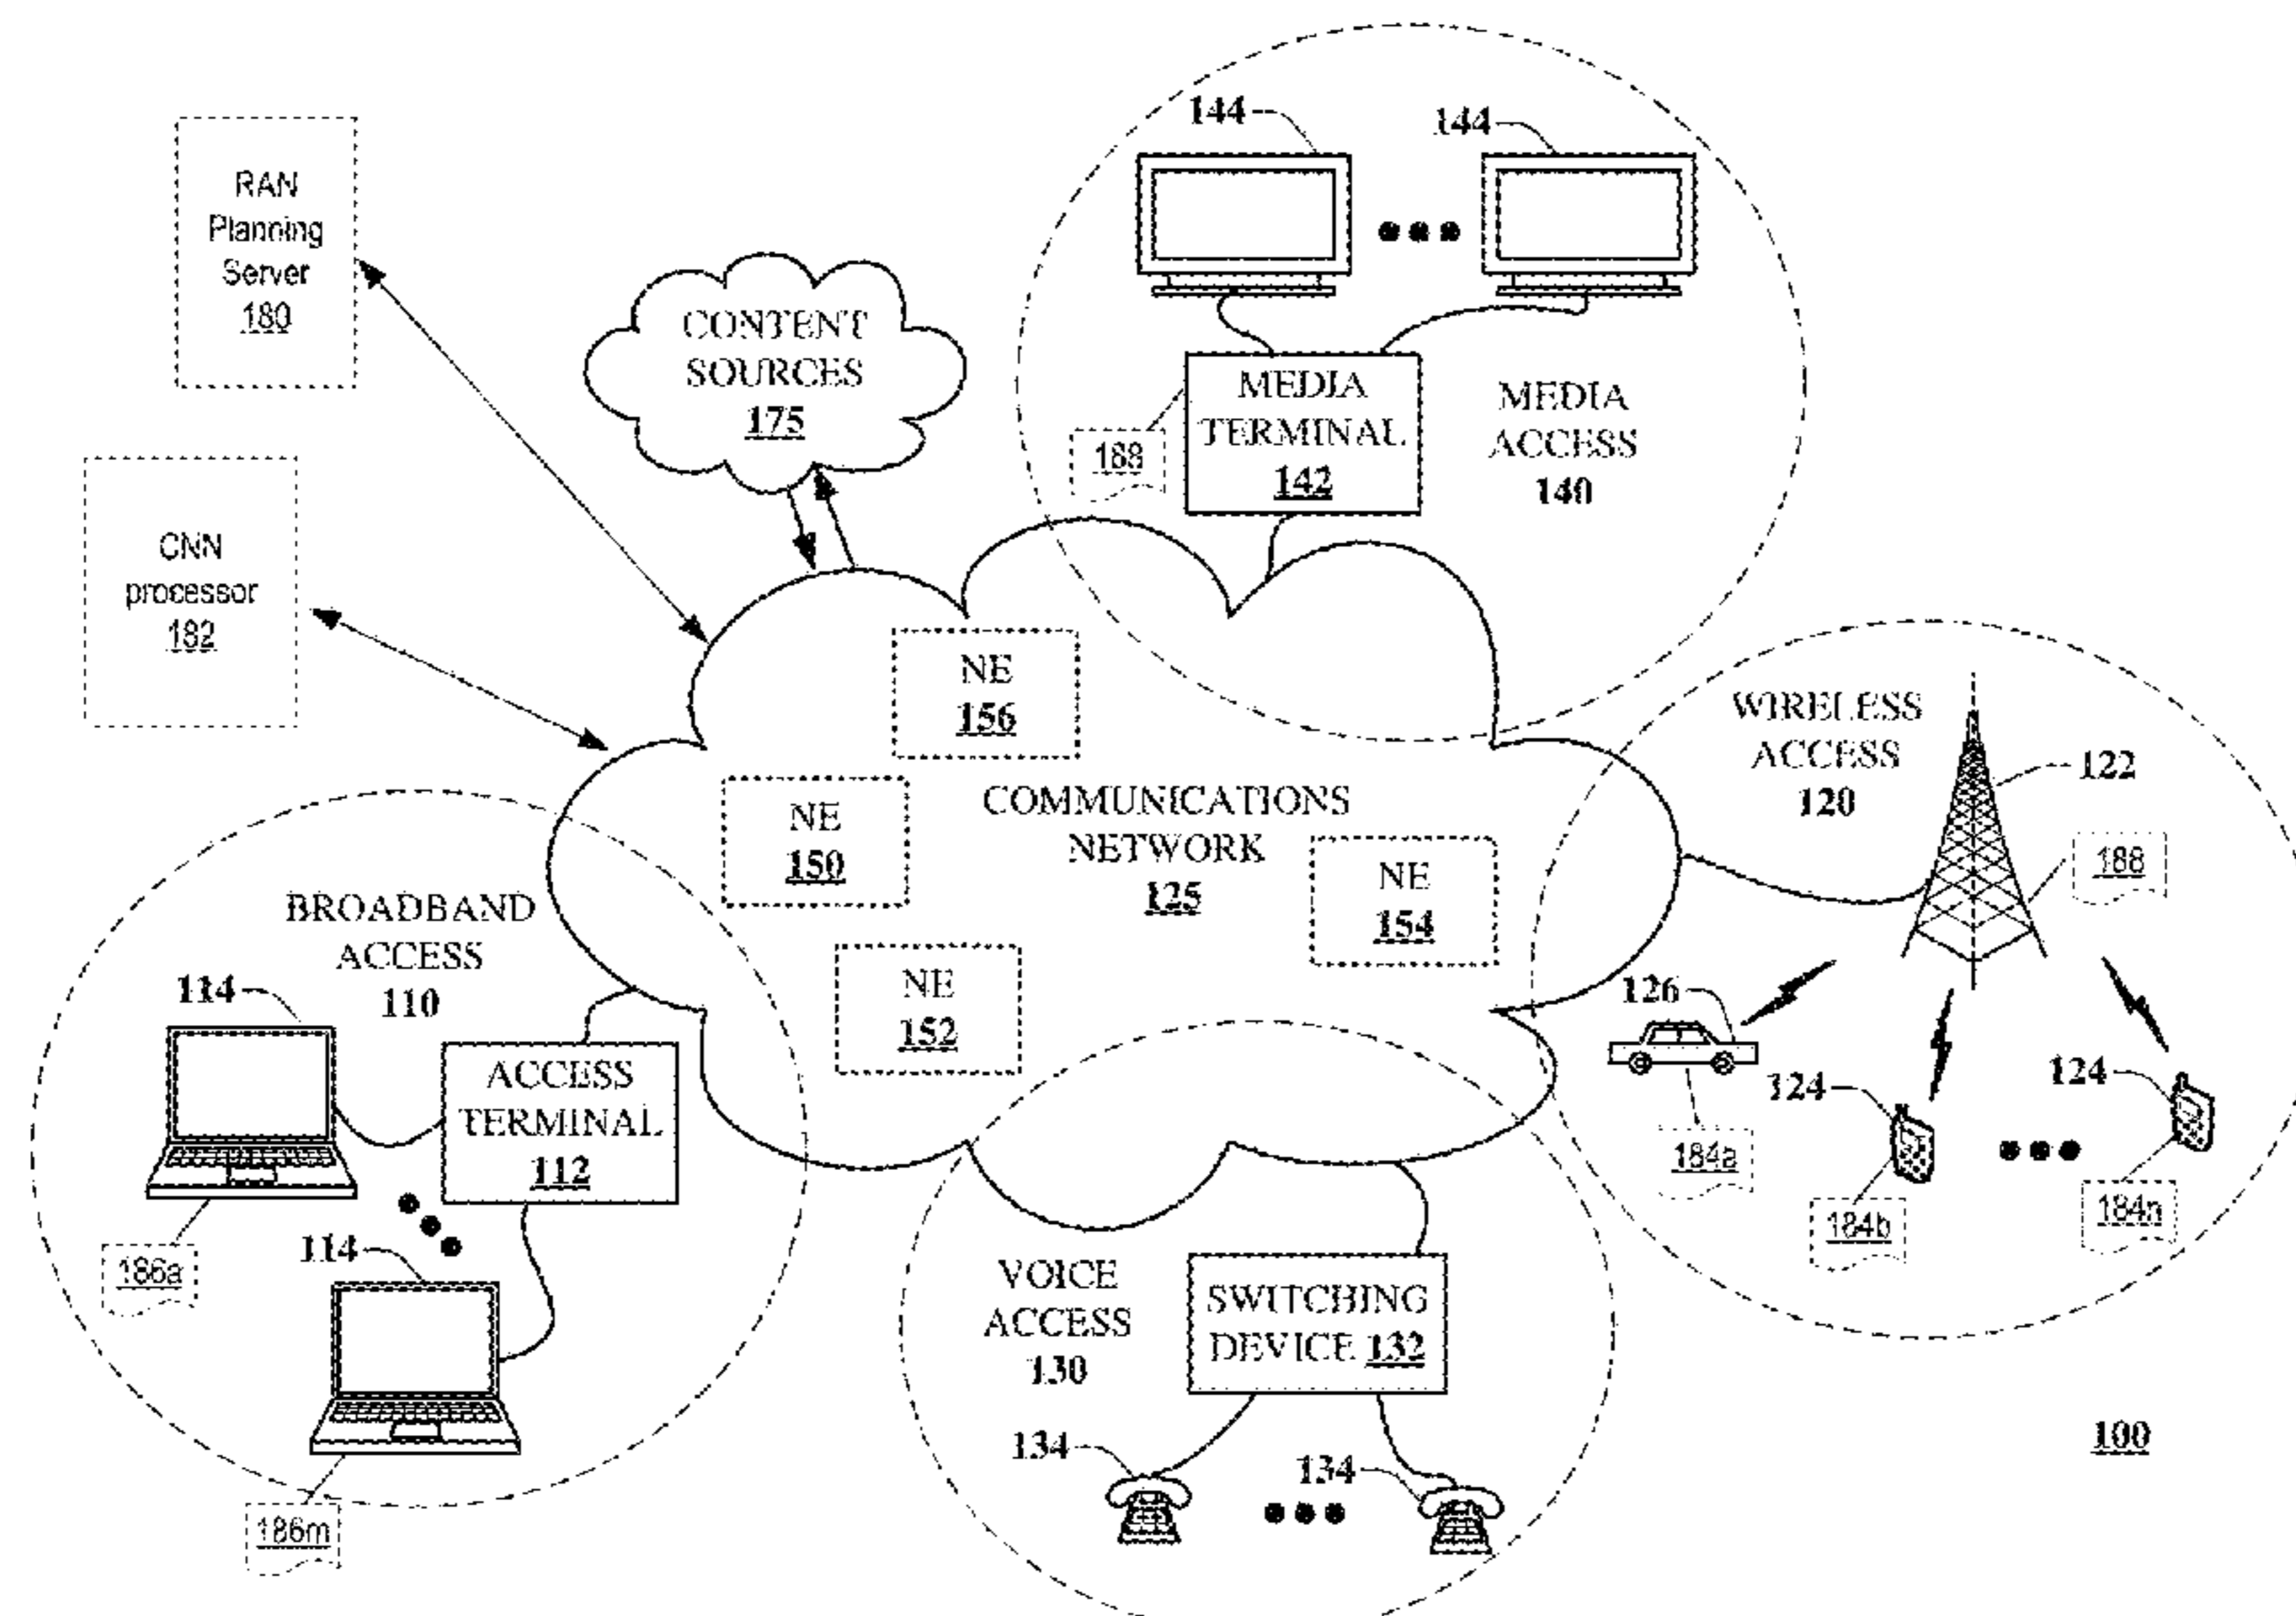 144
144
RAN
Planning
Server
180
CONTENT
SOURCES
175
MEDIA
TERMINAL
142
188
MEDIA
ACCESS
140
CNN
processor
182
NE
156
WIRELESS
ACCESS
120
122
188
NE
150
COMMUNICATIONS
NETWORK
125
NE
154
BROADBAND
ACCESS
110
NE
152
114
ACCESS
TERMINAL
112
126
124
124
184a
184b
184n
186a
114
VOICE
ACCESS
130
SWITCHING
DEVICE 132
134
134
186m
100